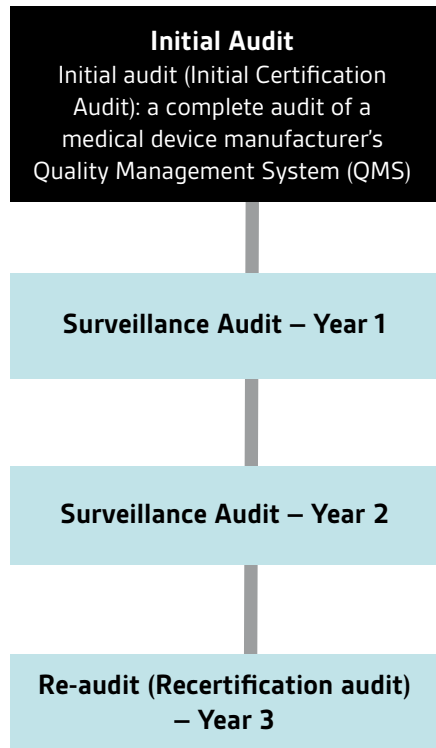 Initial Audit
Initial audit (Initial Certification
Audit): a complete audit of a
medical device manufacturer’s
Quality Management System (QMS)
Surveillance Audit – Year 1
Surveillance Audit – Year 2
Re-audit (Recertification audit)
– Year 3